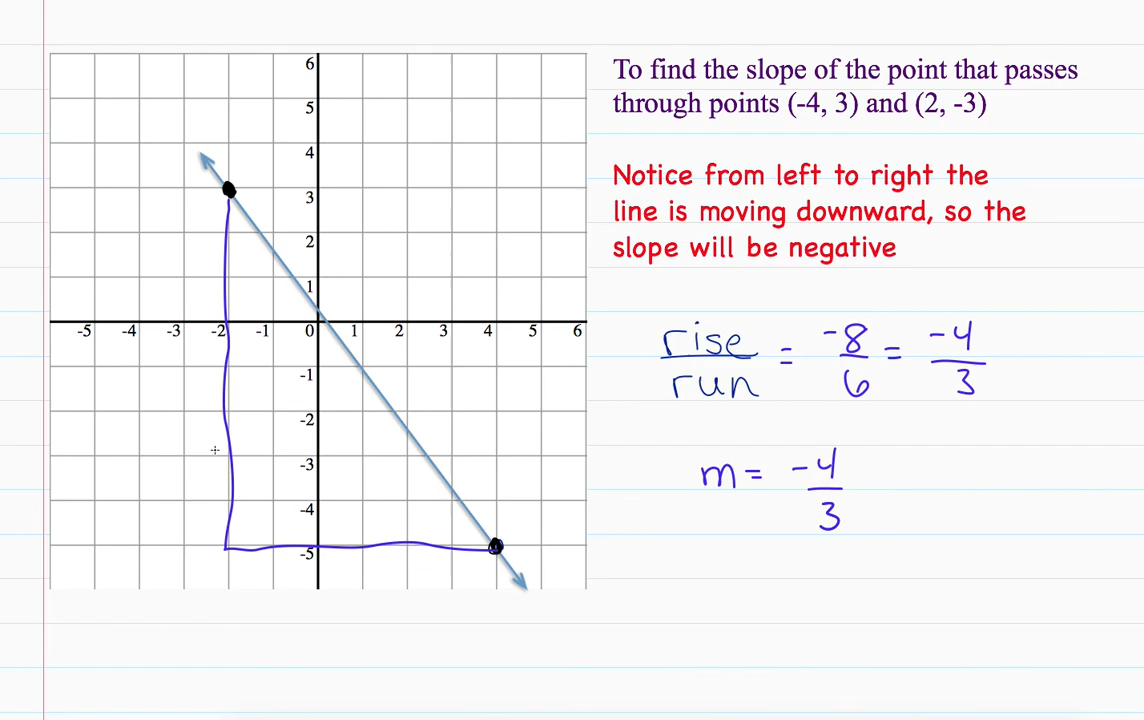 To find the slope of the point that passes
through points (-4, 3) and (2, -3)
Notice from left to right the
line is moving downward, so the
slope will be negative
rise/run = -8/6 = -4/3
m = -4/3
6
5
4
3
2
1
-5 -4 -3 -2 -1 0 1 2 3 4 5 6
-1
-2
-3
-4
-5